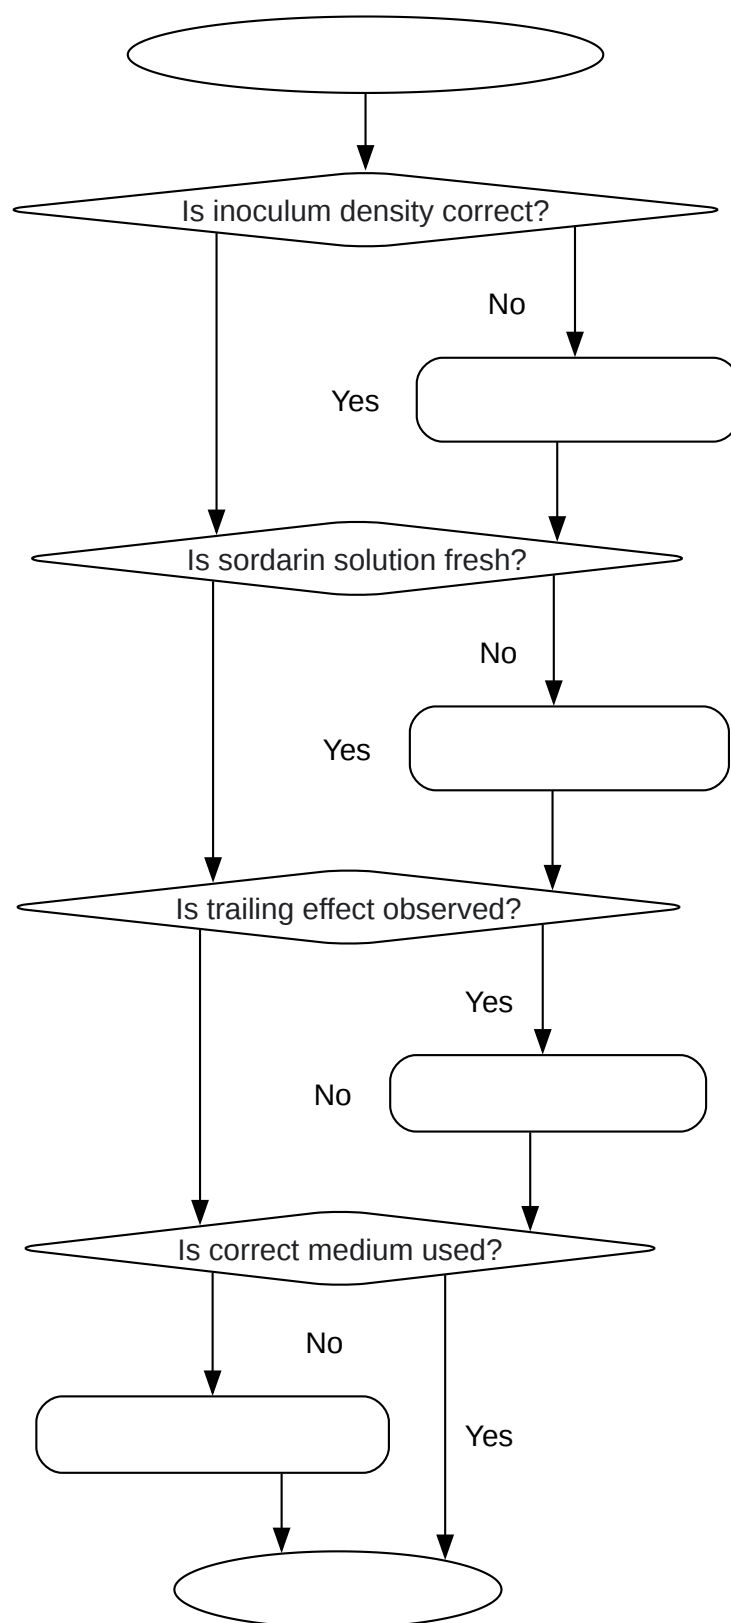 Is inoculum density correct?
No
Yes
Is sordarin solution fresh?
No
Yes
Is trailing effect observed?
Yes
No
Is correct medium used?
No
Yes